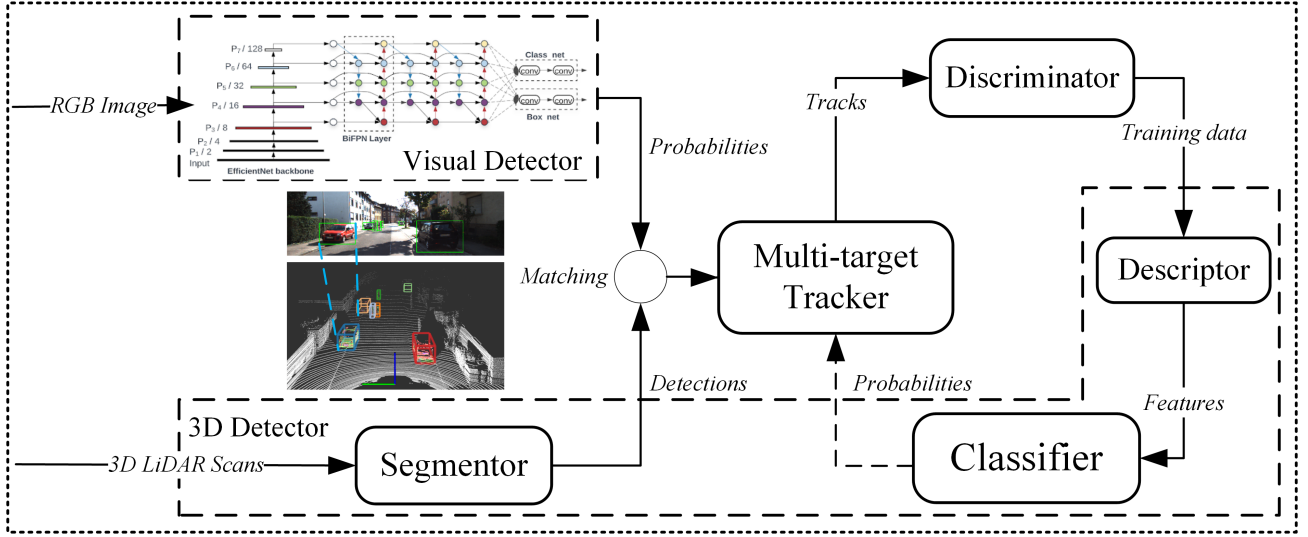 P7 / 128
P6 / 64
P5 / 32
P4 / 16
P3 / 8
P2 / 4
P1 / 2
Input
EfficientNet backbone
BiFPN Layer
Class net
conv
conv
conv
conv
Box net
Visual Detector
RGB Image
Probabilities
Matching
Multi-target
Tracker
Tracks
Discriminator
Training data
Descriptor
Features
Classifier
Probabilities
Detections
3D Detector
3D LiDAR Scans
Segmentor